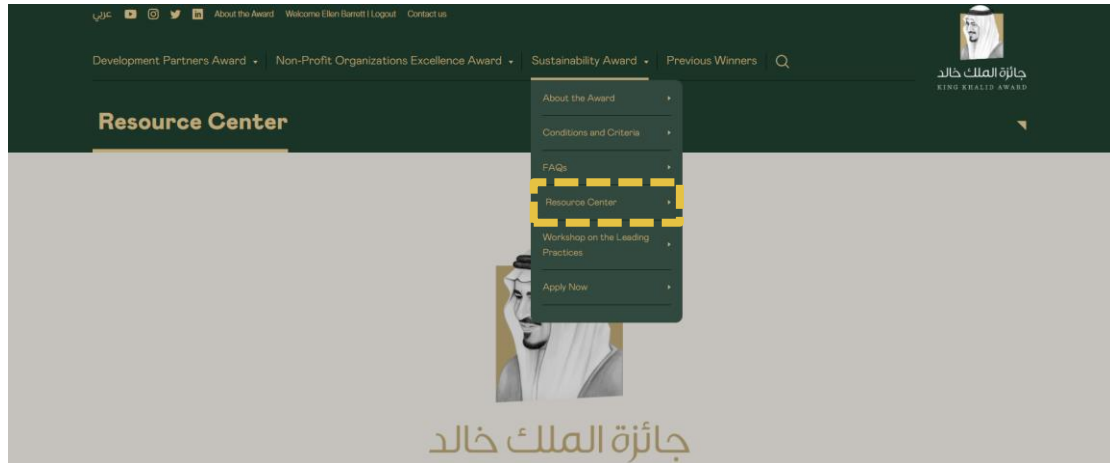 عربي About the Award Welcome Ellen Barrett | Logout Contact us
Development Partners Award Non-Profit Organizations Excellence Award Sustainability Award Previous Winners
جائزة الملك خالد
KING KHALID AWARD
Resource Center
About the Award
Conditions and Criteria
FAQs
Resource Center
Workshop on the Leading
Practices
Apply Now
جائزة الملك خالد